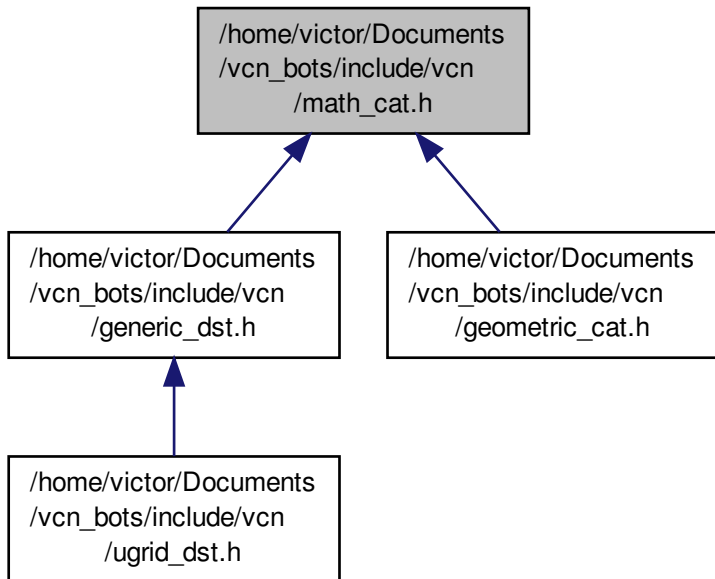 /home/victor/Documents
/vcn_bots/include/vcn
/math_cat.h
/home/victor/Documents
/vcn_bots/include/vcn
/generic_dst.h
/home/victor/Documents
/vcn_bots/include/vcn
/geometric_cat.h
/home/victor/Documents
/vcn_bots/include/vcn
/ugrid_dst.h